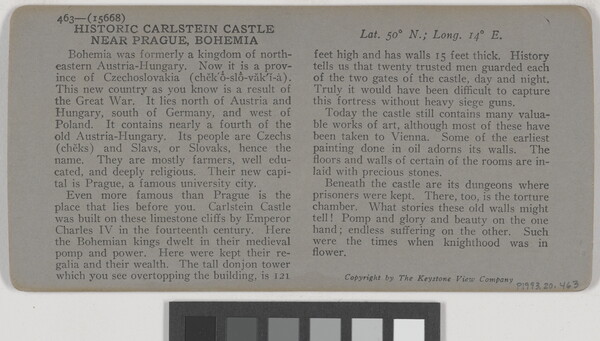 463—(15668)
HISTORIC CARLSTEIN CASTLE
NEAR PRAGUE, BOHEMIA
Bohemia was formerly a kingdom of north-
eastern Austria-Hungary. Now it is a prov-
ince of Czechoslovakia (chĕk´ŏ-slŏ-väk´ĭ-ȧ).
This new country as you know is a result of
the Great War. It lies north of Austria and
Hungary, south of Germany, and west of
Poland. It contains nearly a fourth of the
old Austria-Hungary. Its people are Czechs
(chĕks) and Slavs, or Slovaks, hence the
name. They are mostly farmers, well edu-
cated, and deeply religious. Their new capi-
tal is Prague, a famous university city.
Even more famous than Prague is the
place that lies before you. Carlstein Castle
was built on these limestone cliffs by Emperor
Charles IV in the fourteenth century. Here
the Bohemian kings dwelt in their medieval
pomp and power. Here were kept their re-
galia and their wealth. The tall donjon tower
which you see overtopping the building, is 121
Lat. 50° N.; Long. 14° E.
feet high and has walls 15 feet thick. History
tells us that twenty trusted men guarded each
of the two gates of the castle, day and night.
Truly it would have been difficult to capture
this fortress without heavy siege guns.
Today the castle still contains many valua-
ble works of art, although most of these have
been taken to Vienna. Some of the earliest
painting done in oil adorns its walls. The
floors and walls of certain of the rooms are in-
laid with precious stones.
Beneath the castle are its dungeons where
prisoners were kept. There, too, is the torture
chamber. What stories these old walls might
tell! Pomp and glory and beauty on the one
hand; endless suffering on the other. Such
were the times when knighthood was in
flower.
Copyright by The Keystone View Company
P1993.20.463